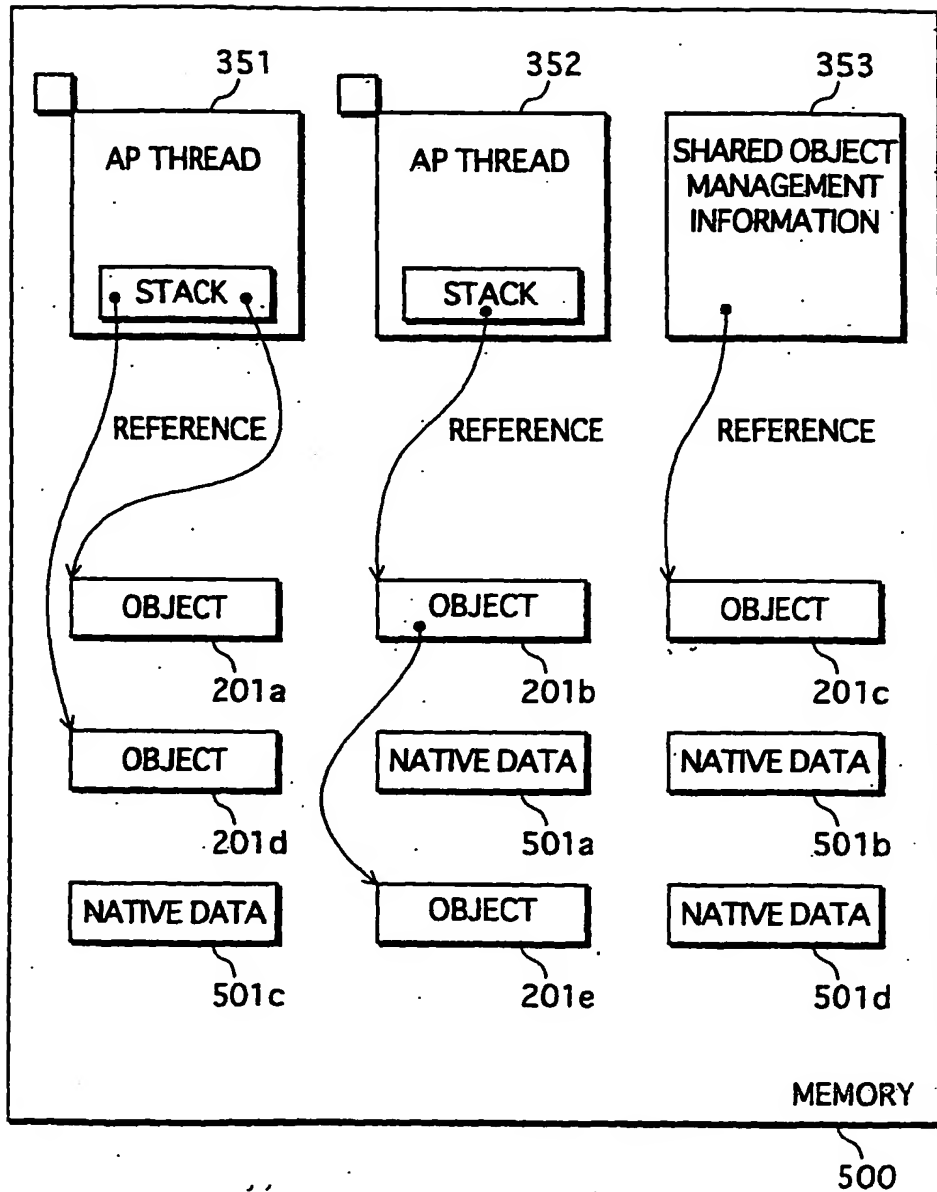 351
352
353
AP THREAD
AP THREAD
SHARED OBJECT
MANAGEMENT
INFORMATION
STACK
STACK
REFERENCE
REFERENCE
REFERENCE
OBJECT
OBJECT
OBJECT
201a
201b
201c
OBJECT
NATIVE DATA
NATIVE DATA
201d
501a
501b
NATIVE DATA
OBJECT
NATIVE DATA
501c
201e
501d
MEMORY
500